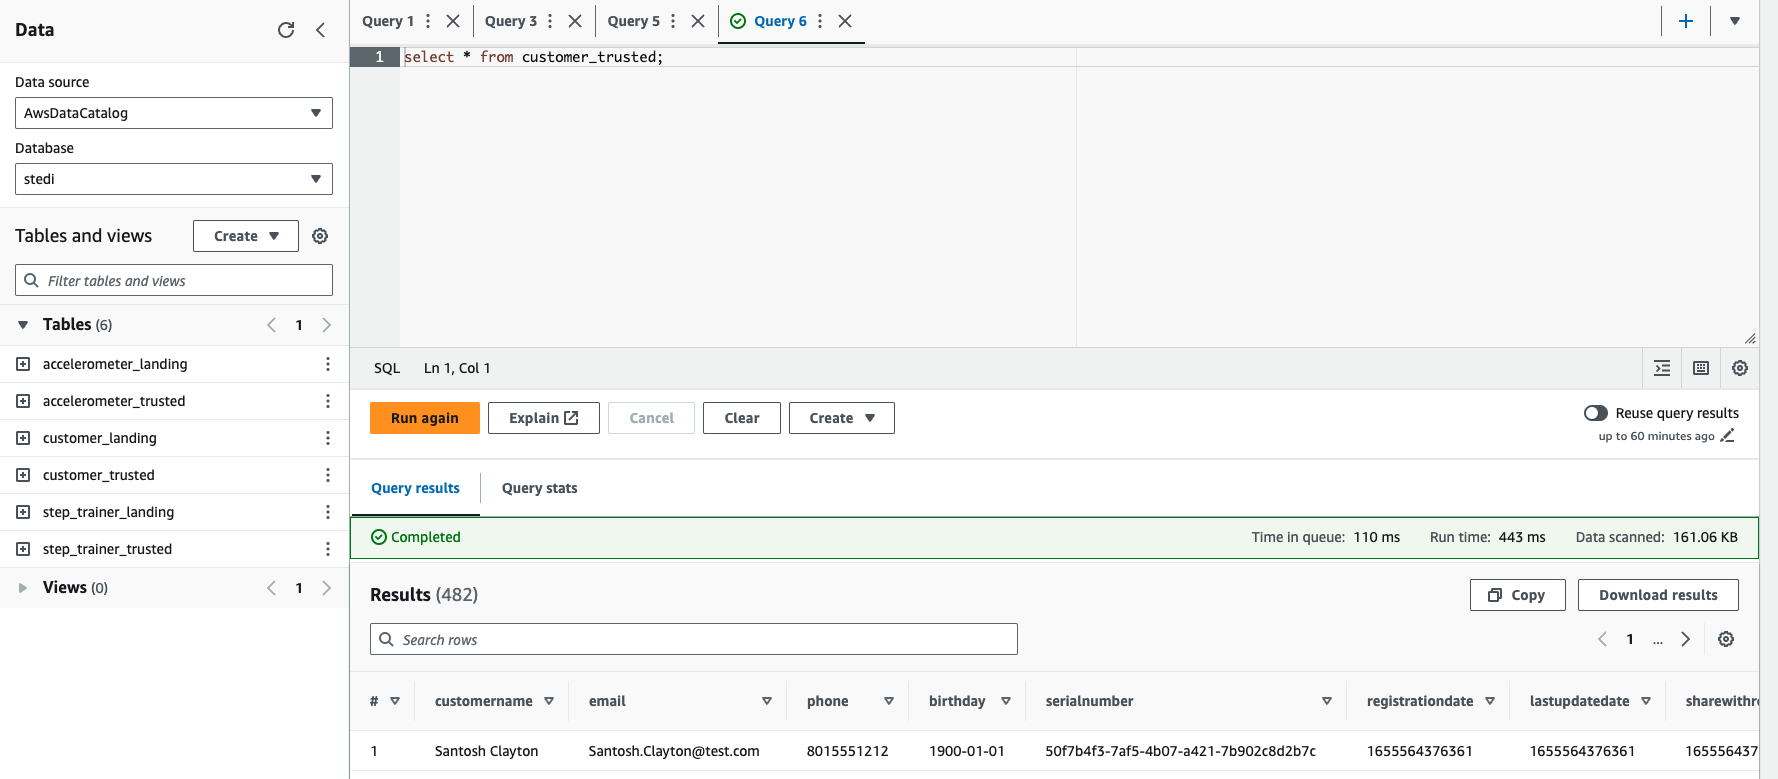 Data
Data source
AwsDataCatalog
Database
stedi
Tables and views
Create
Filter tables and views
Tables (6)
1
accelerometer_landing
accelerometer_trusted
customer_landing
customer_trusted
step_trainer_landing
step_trainer_trusted
Views (0)
1
Query 1
Query 3
Query 5
Query 6
1 select * from customer_trusted;
SQL Ln 1, Col 1
Run again
Explain
Cancel
Clear
Create
Reuse query results
up to 60 minutes ago
Query results
Query stats
Completed
Time in queue: 110 ms Run time: 443 ms Data scanned: 161.06 KB
Results (482)
Copy
Download results
Search rows
1 ...
# customername email phone birthday serialnumber registrationdate lastupdatedate sharewithre
1 Santosh Clayton Santosh.Clayton@test.com 8015551212 1900-01-01 50f7b4f3-7af5-4b07-a421-7b902c8d2b7c 1655564376361 1655564376361 16555643​7